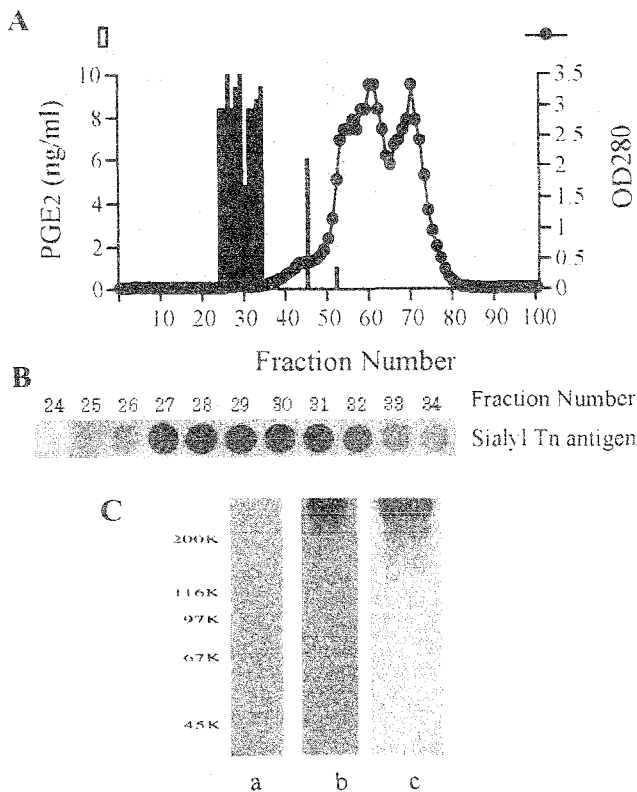 A
10
8
6
4
2
0
PGE2 (ng/ml)
3.5
3
2.5
2
1.5
1
0.5
0
OD280
10 20 30 40 50 60 70 80 90 100
Fraction Number
B
24 25 26 27 28 29 30 31 32 33 34 Fraction Number
Sialyl Tn antigen
C
200K
116K
97K
67K
45K
a b c